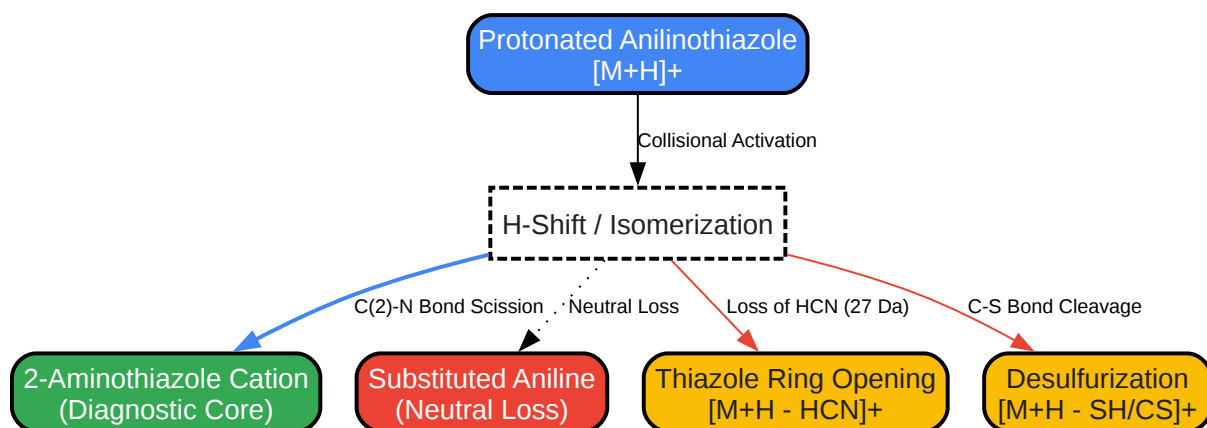 Protonated Anilinothiazole
[M+H]+
Collisional Activation
H-Shift / Isomerization
C(2)-N Bond Scission
Neutral Loss
Loss of HCN (27 Da)
C-S Bond Cleavage
2-Aminothiazole Cation
(Diagnostic Core)
Substituted Aniline
(Neutral Loss)
Thiazole Ring Opening
[M+H - HCN]+
Desulfurization
[M+H - SH/CS]+